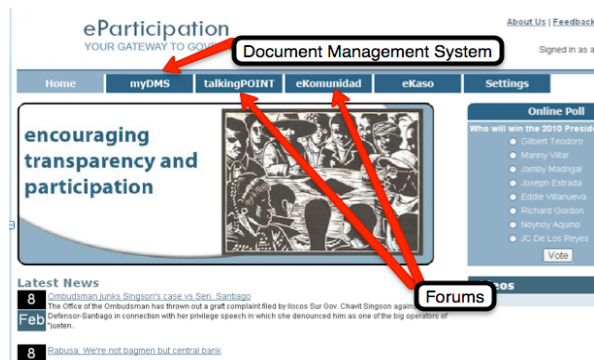 eParticipation
About Us | Feedback
YOUR GATEWAY TO GOV
Document Management System
Signed in as a
Home myDMS talkingPOINT eKomunidad eKaso Settings
encouraging
transparency and
participation
Online Poll
Who will win the 2010 Preside
Gilbert Teodoro
Manny Villar
Jamby Madrigal
Joseph Estrada
Eddie Villanueva
Richard Gordon
Noynoy Aquino
JC De Los Reyes
Vote
eos
Forums
Latest News
8
Feb
Ombudsman junks Singson's case vs Sen. Santiago
The Office of the Ombudsman has thrown out a graft complaint filed by Ilocos Sur Gov. Chavit Singson agains
Defensor-Santiago in connection with her privilege speech in which she denounced him as one of the big operators of
"jueten..
8
Rabusa: We're not bagmen but central bank